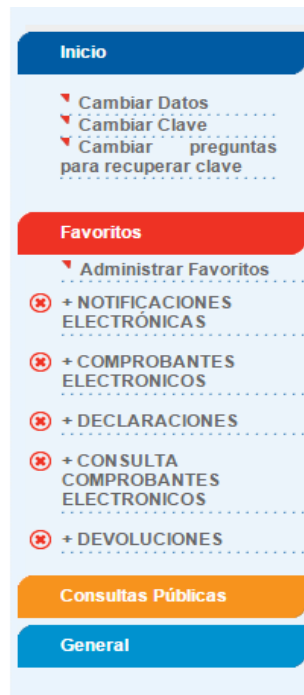 Inicio
Cambiar Datos
Cambiar Clave
Cambiar preguntas
para recuperar clave
Favoritos
Administrar Favoritos
+ NOTIFICACIONES
ELECTRÓNICAS
+ COMPROBANTES
ELECTRONICOS
+ DECLARACIONES
+ CONSULTA
COMPROBANTES
ELECTRONICOS
+ DEVOLUCIONES
Consultas Públicas
General